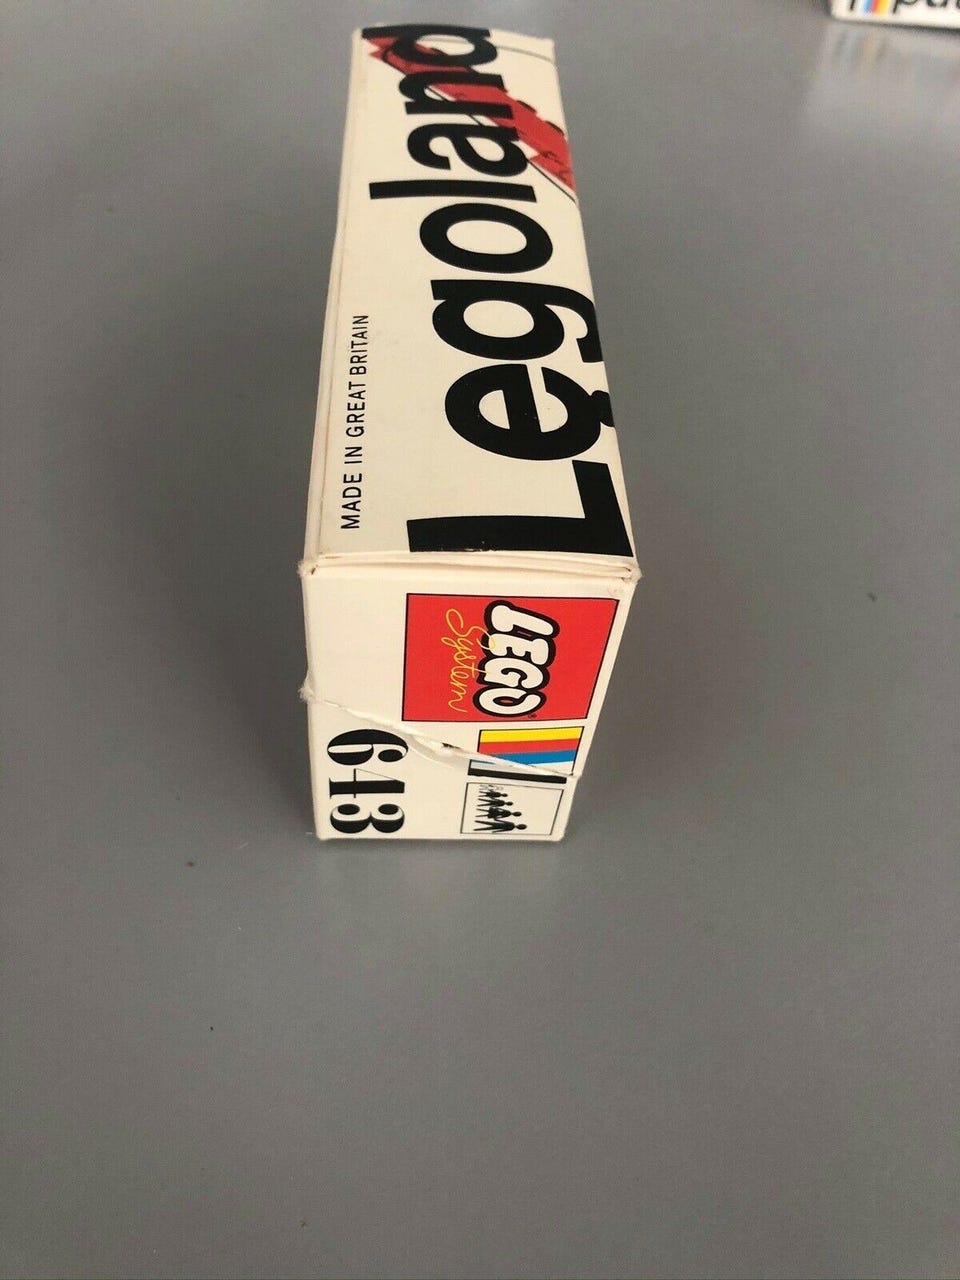 Legoland
MADE IN GREAT BRITAIN
LEGO®
System
643